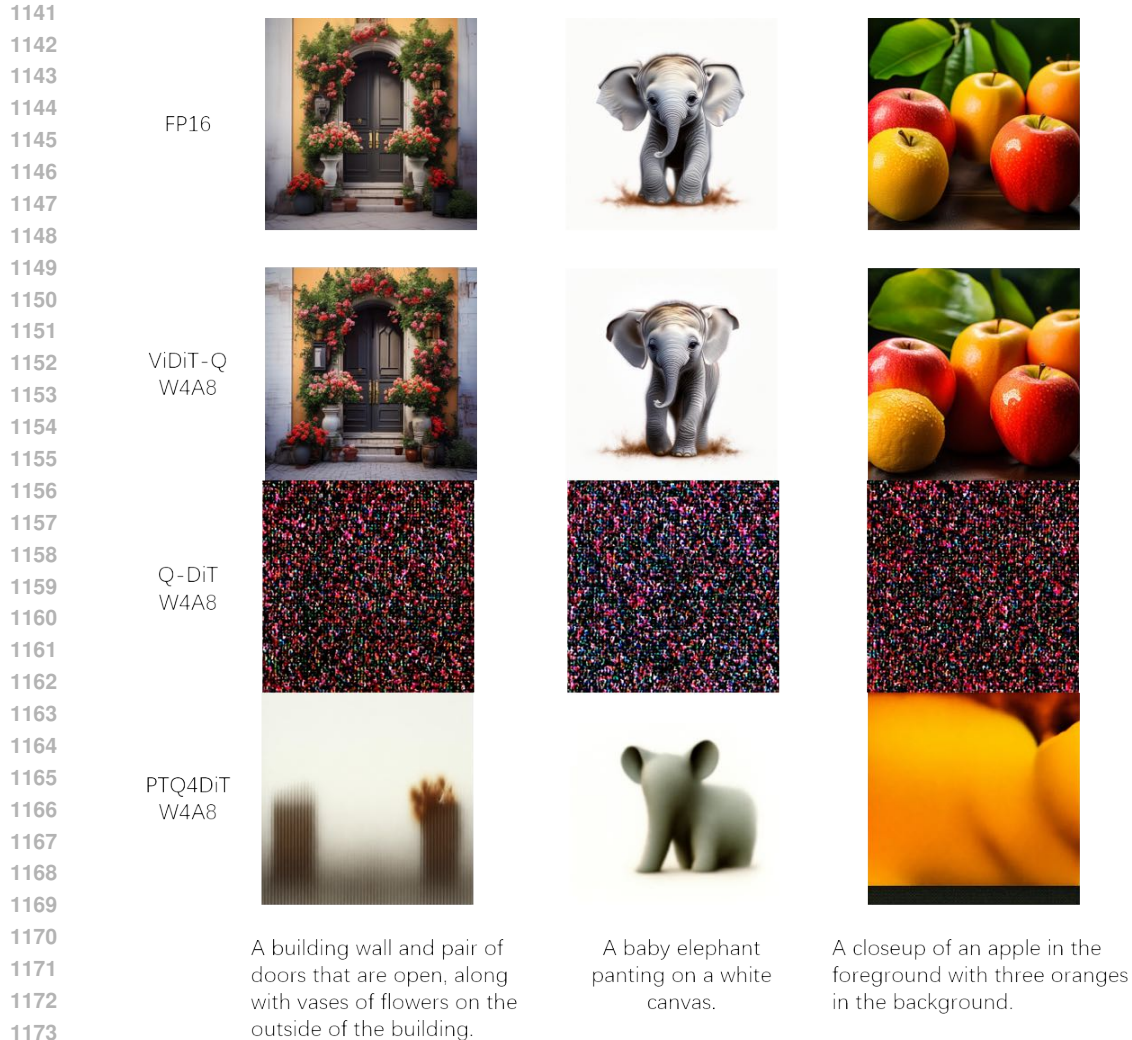 1141
1142
1143
1144
FP16
1145
1146
1147
1148
1149
1150
1151
1152
ViDiT-Q
W4A8
1153
1154
1155
1156
1157
1158
1159
Q-DiT
W4A8
1160
1161
1162
1163
1164
1165
PTQ4DiT
W4A8
1166
1167
1168
1169
1170
1171
1172
1173
A building wall and pair of
doors that are open, along
with vases of flowers on the
outside of the building.
A baby elephant
panting on a white
canvas.
A closeup of an apple in the
foreground with three oranges
in the background.